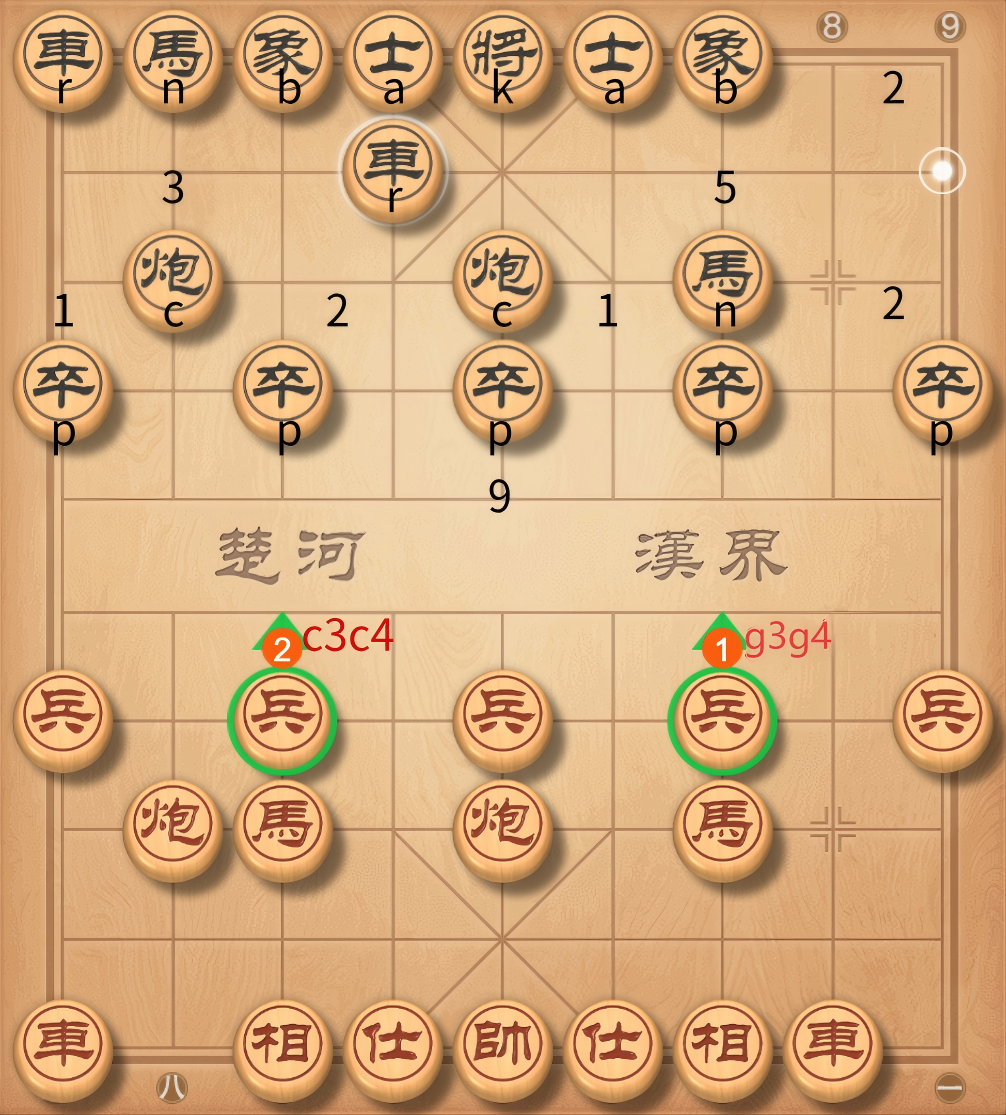 8 9
車 馬 象 士 將 士 象
r n b a k a b 2
車
r
3 5
炮 炮 馬
1 c 2 c 1 n 2
卒 卒 卒 卒 卒
p p p p p
9
楚河 漢界
2 c3c4 1 g3g4
兵 兵 兵 兵 兵
炮 馬 炮 馬
車 相 仕 帥 仕 相 車
八 一